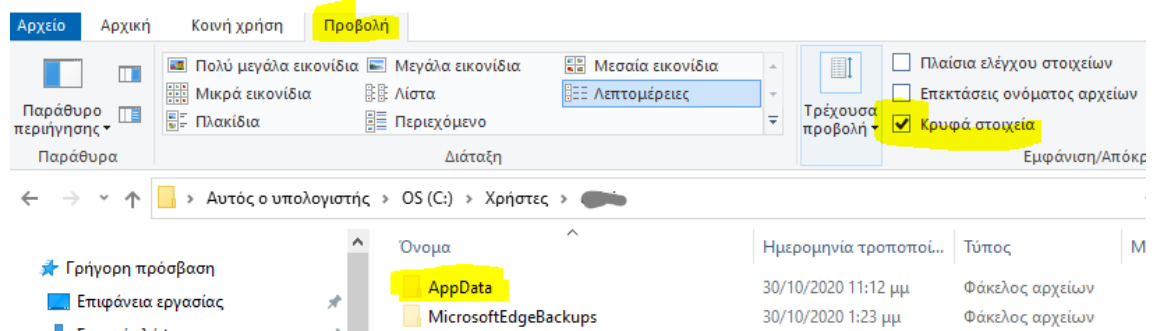 Αρχείο Αρχική Κοινή χρήση Προβολή
Πολύ μεγάλα εικονίδια Μεγάλα εικονίδια Μεσαία εικονίδια
Μικρά εικονίδια Λίστα Λεπτομέρειες
Πλακίδια Περιεχόμενο
Παράθυρο
περιήγησης
Παράθυρα
Διάταξη
Τρέχουσα
προβολή
Πλαίσια ελέγχου στοιχείων
Επεκτάσεις ονόματος αρχείων
Κρυφά στοιχεία
Εμφάνιση/Απόκρ
Αυτός ο υπολογιστής › OS (C:) › Χρήστες ›
Όνομα Ημερομηνία τροποποί... Τύπος Μ
Γρήγορη πρόσβαση
Επιφάνεια εργασίας
AppData 30/10/2020 11:12 μμ Φάκελος αρχείων
MicrosoftEdgeBackups 30/10/2020 1:23 μμ Φάκελος αρχείων